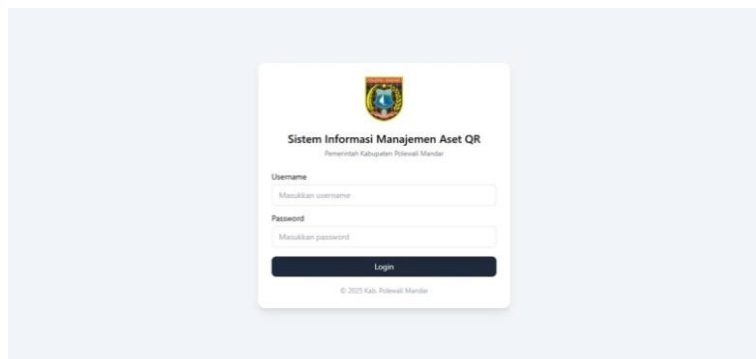 Sistem Informasi Manajemen Aset QR
Pemerintah Kabupaten Polewali Mandar
Username
Masukkan username
Password
Masukkan password
Login
© 2025 Kab. Polewali Mandar